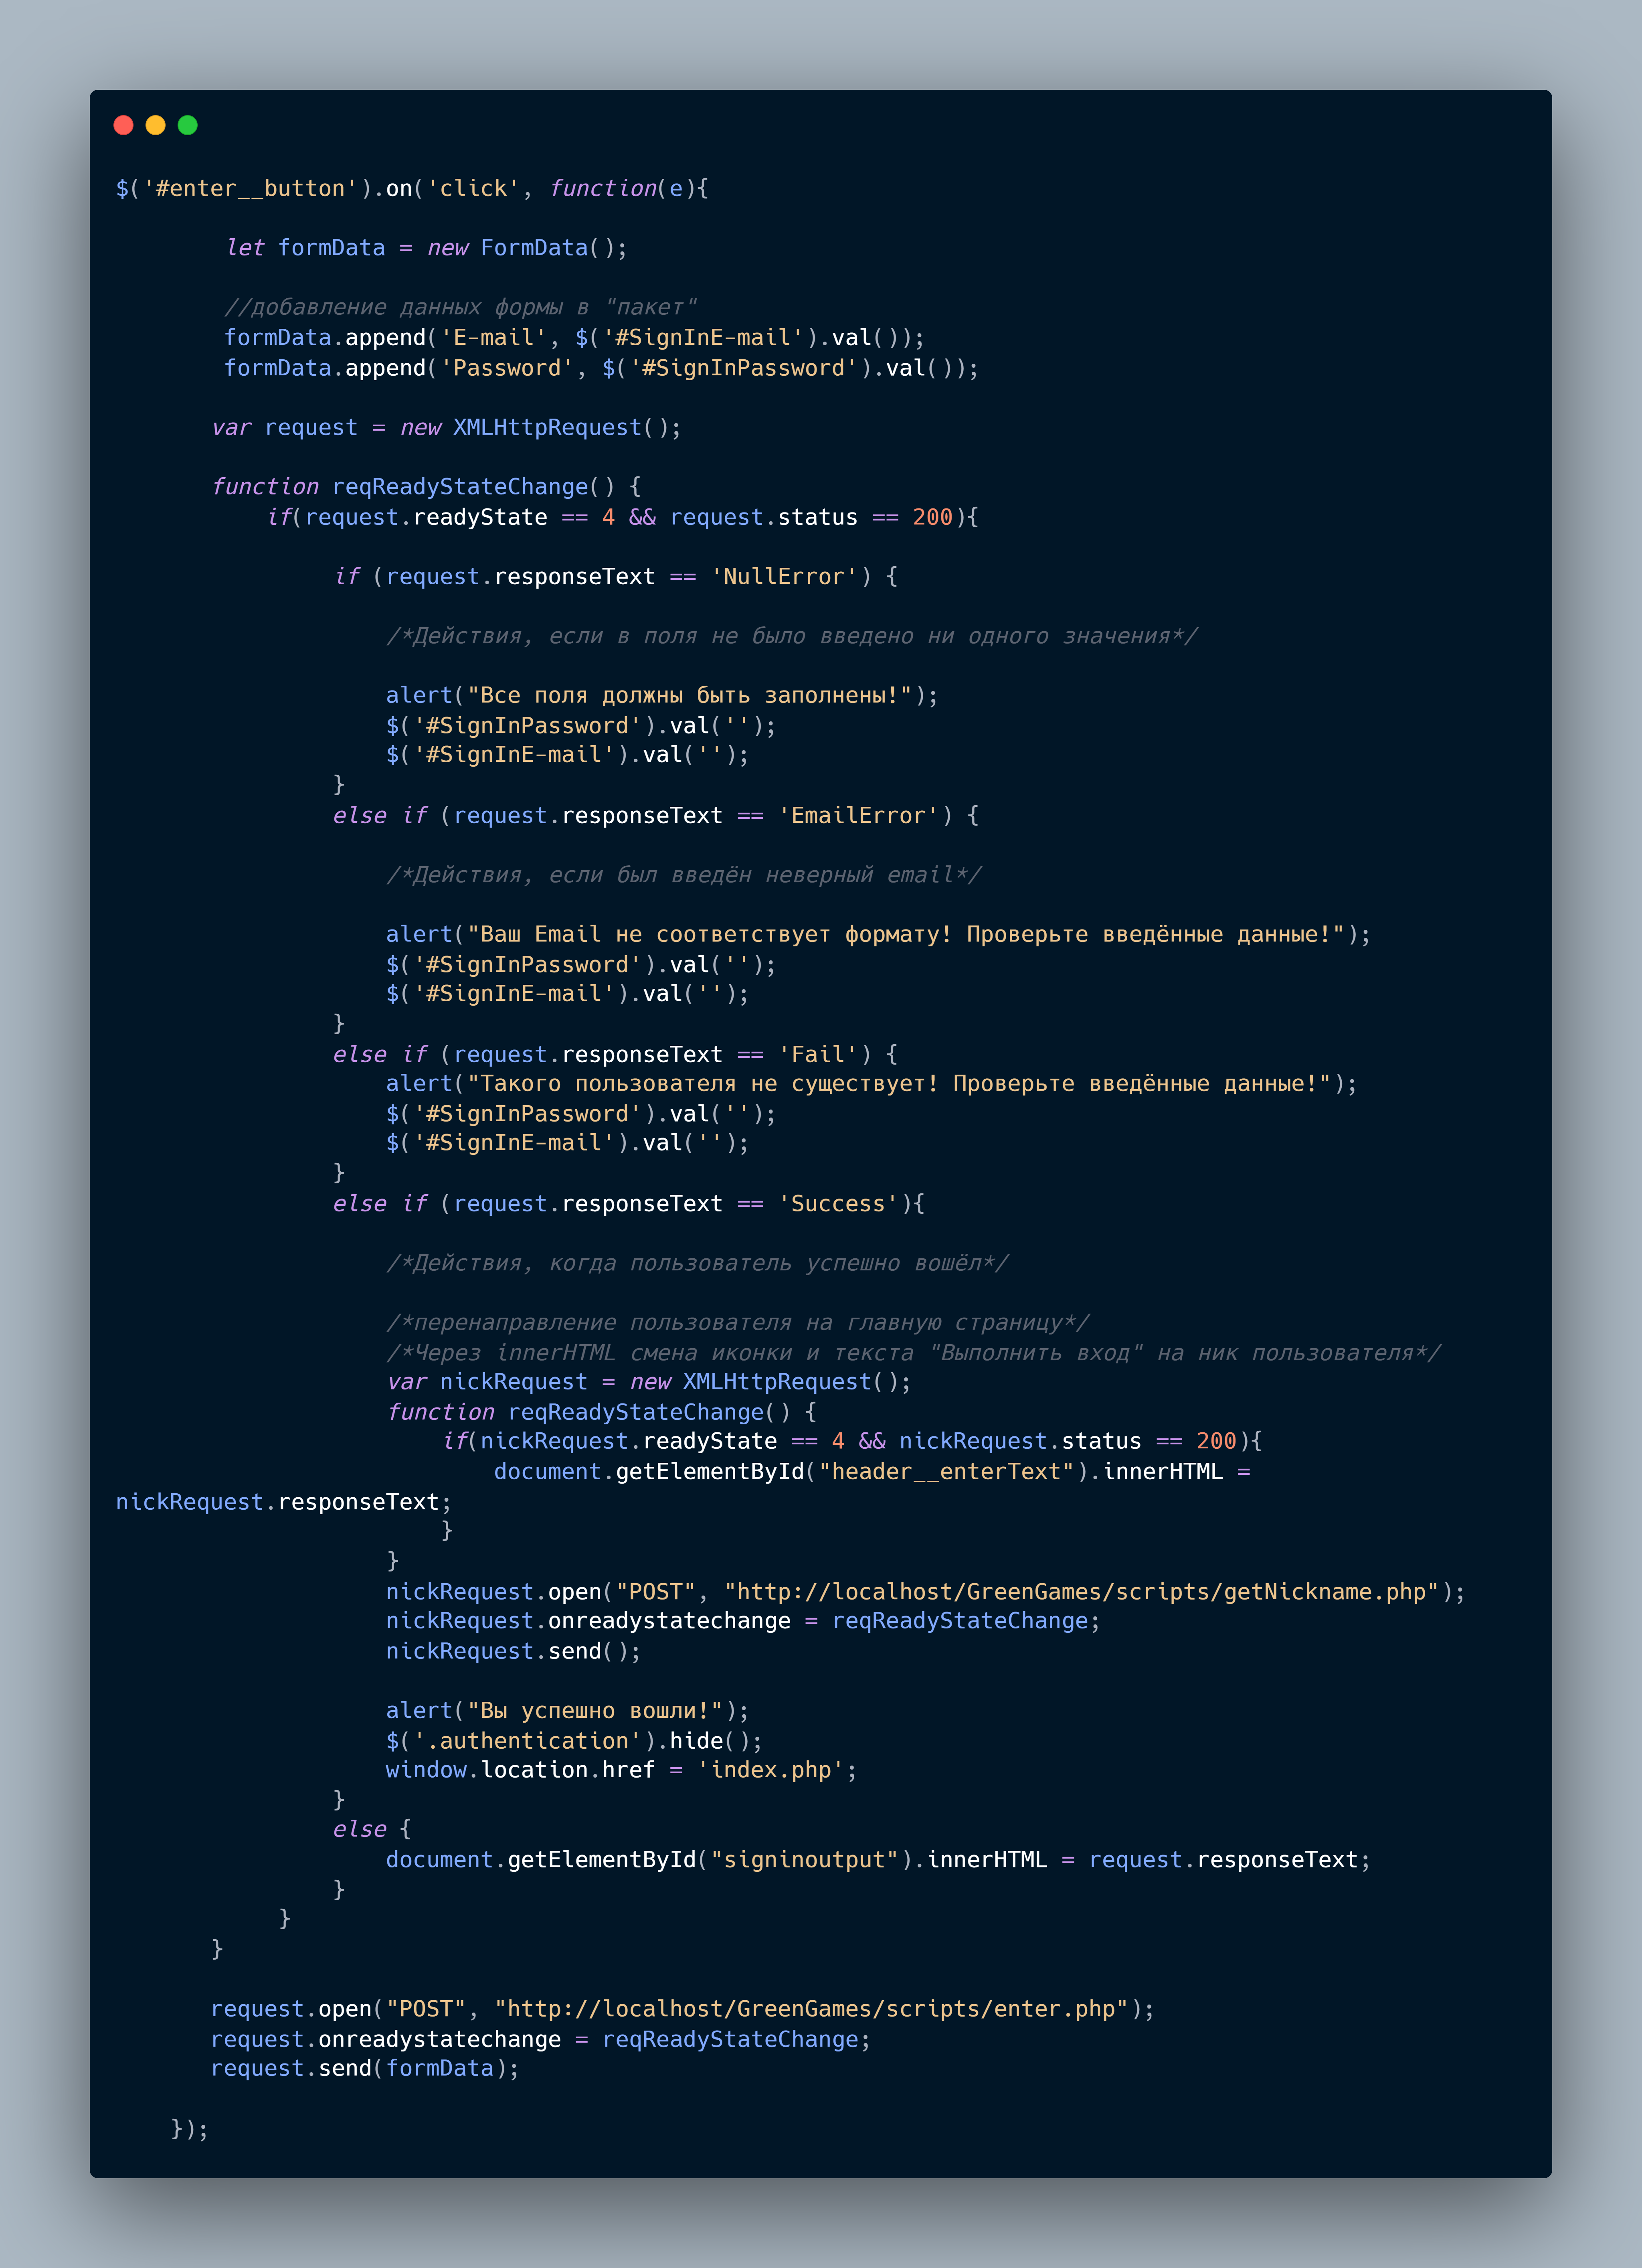 $('#enter__button').on('click', function(e){
let formData = new FormData();
//добавление данных формы в "пакет"
formData.append('E-mail', $('#SignInE-mail').val());
formData.append('Password', $('#SignInPassword').val());
var request = new XMLHttpRequest();
function reqReadyStateChange() {
if(request.readyState == 4 && request.status == 200){
if (request.responseText == 'NullError') {
/*Действия, если в поля не было введено ни одного значения*/
alert("Все поля должны быть заполнены!");
$('#SignInPassword').val('');
$('#SignInE-mail').val('');
}
else if (request.responseText == 'EmailError') {
/*Действия, если был введён неверный email*/
alert("Ваш Email не соответствует формату! Проверьте введённые данные!");
$('#SignInPassword').val('');
$('#SignInE-mail').val('');
}
else if (request.responseText == 'Fail') {
alert("Такого пользователя не существует! Проверьте введённые данные!");
$('#SignInPassword').val('');
$('#SignInE-mail').val('');
}
else if (request.responseText == 'Success'){
/*Действия, когда пользователь успешно вошёл*/
/*перенаправление пользователя на главную страницу*/
/*Через innerHTML смена иконки и текста "Выполнить вход" на ник пользователя*/
var nickRequest = new XMLHttpRequest();
function reqReadyStateChange() {
if(nickRequest.readyState == 4 && nickRequest.status == 200){
document.getElementById("header__enterText").innerHTML =
nickRequest.responseText;
}
}
nickRequest.open("POST", "http://localhost/GreenGames/scripts/getNickname.php");
nickRequest.onreadystatechange = reqReadyStateChange;
nickRequest.send();
alert("Вы успешно вошли!");
$('.authentication').hide();
window.location.href = 'index.php';
}
else {
document.getElementById("signinoutput").innerHTML = request.responseText;
}
}
}
request.open("POST", "http://localhost/GreenGames/scripts/enter.php");
request.onreadystatechange = reqReadyStateChange;
request.send(formData);
});